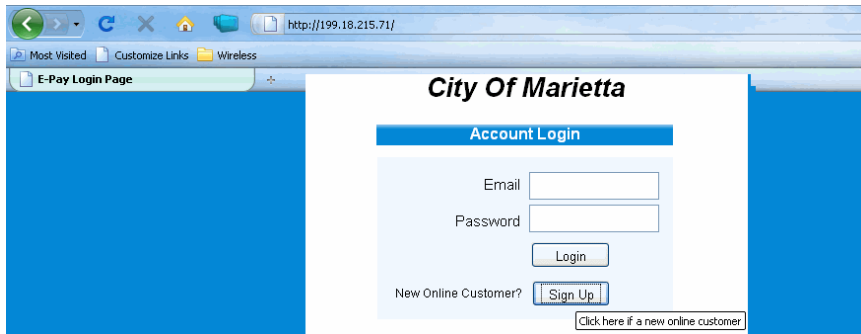 http://199.18.215.71/
Most Visited Customize Links Wireless
E-Pay Login Page
City Of Marietta
Account Login
Email
Password
Login
New Online Customer? Sign Up
Click here if a new online customer